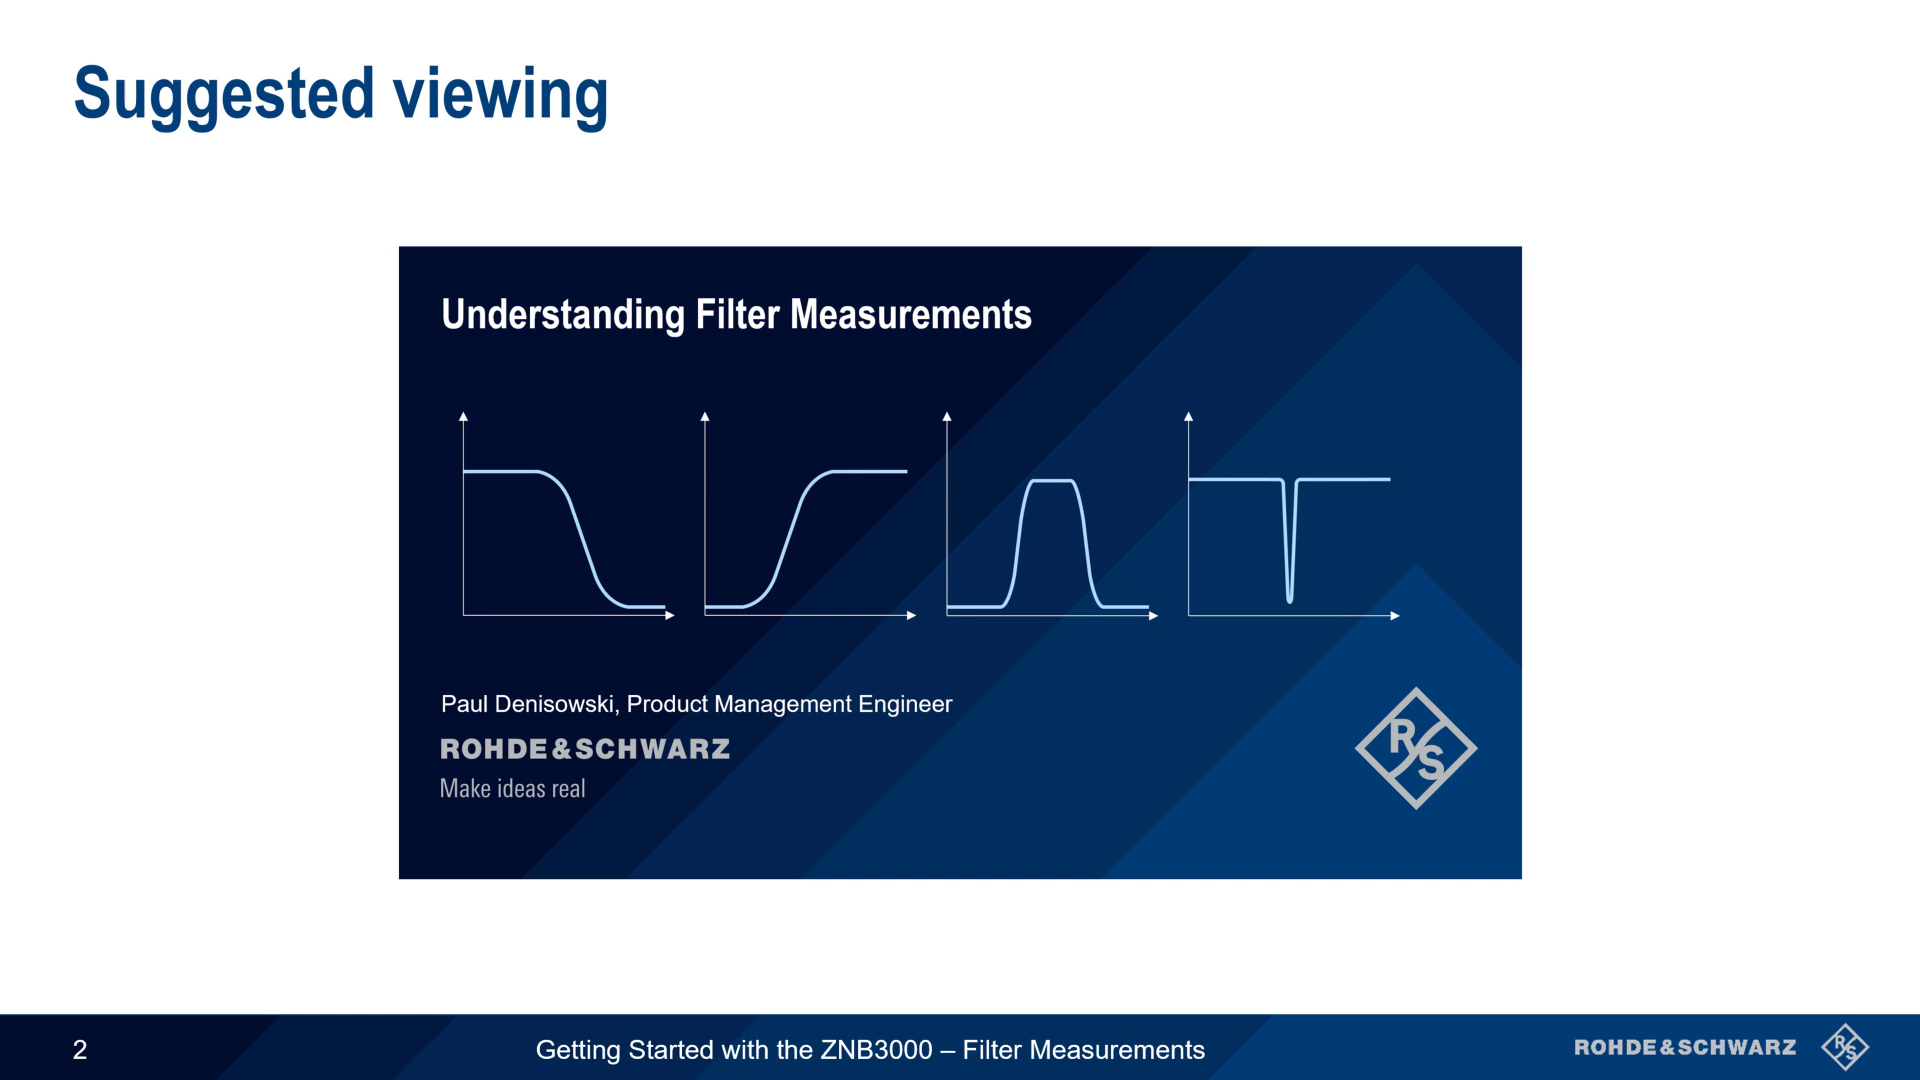 Suggested viewing
Understanding Filter Measurements
Paul Denisowski, Product Management Engineer
ROHDE & SCHWARZ
Make ideas real
R S
2
Getting Started with the ZNB3000 – Filter Measurements
ROHDE & SCHWARZ
R S